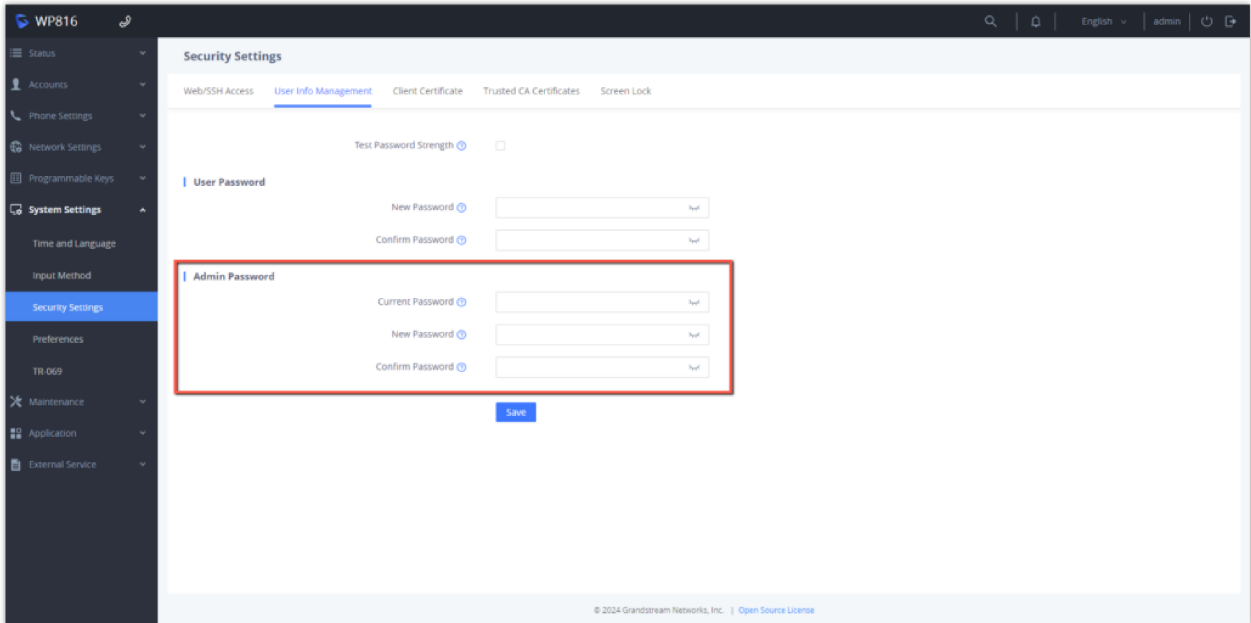 WP816
English
admin
Status
Accounts
Phone Settings
Network Settings
Programmable Keys
System Settings
Time and Language
Input Method
Security Settings
Preferences
TR-069
Maintenance
Application
External Service
Security Settings
Web/SSH Access User Info Management Client Certificate Trusted CA Certificates Screen Lock
Test Password Strength ?
User Password
New Password ?
Confirm Password ?
Admin Password
Current Password ?
New Password ?
Confirm Password ?
Save
© 2024 Grandstream Networks, Inc. | Open Source License